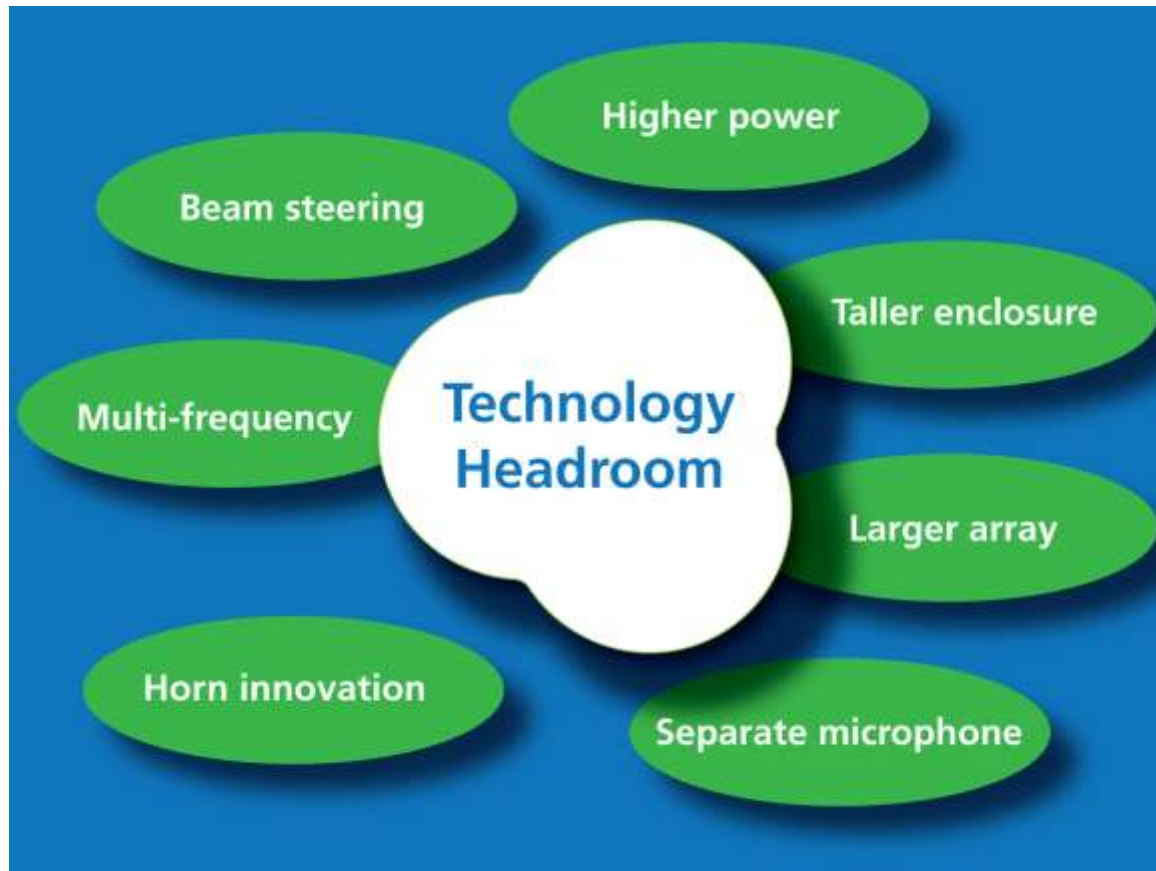 Higher power
Beam steering
Taller enclosure
Technology
Headroom
Multi-frequency
Larger array
Horn innovation
Separate microphone